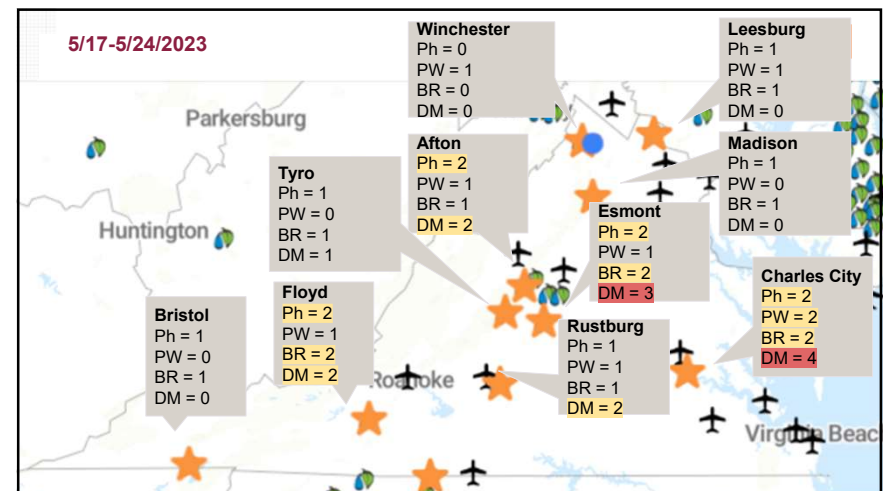 5/17-5/24/2023
Winchester
Ph = 0
PW = 1
BR = 0
DM = 0
Leesburg
Ph = 1
PW = 1
BR = 1
DM = 0
Parkersburg
Afton
Ph = 2
PW = 1
BR = 1
DM = 2
Madison
Ph = 1
PW = 0
BR = 1
DM = 0
Tyro
Ph = 1
PW = 0
BR = 1
DM = 1
Huntington
Esmont
Ph = 2
PW = 1
BR = 2
DM = 3
Charles City
Ph = 2
PW = 2
BR = 2
DM = 4
Floyd
Ph = 2
PW = 1
BR = 2
DM = 2
Bristol
Ph = 1
PW = 0
BR = 1
DM = 0
Rustburg
Ph = 1
PW = 1
BR = 1
DM = 2
Roanoke
Virginia Beac